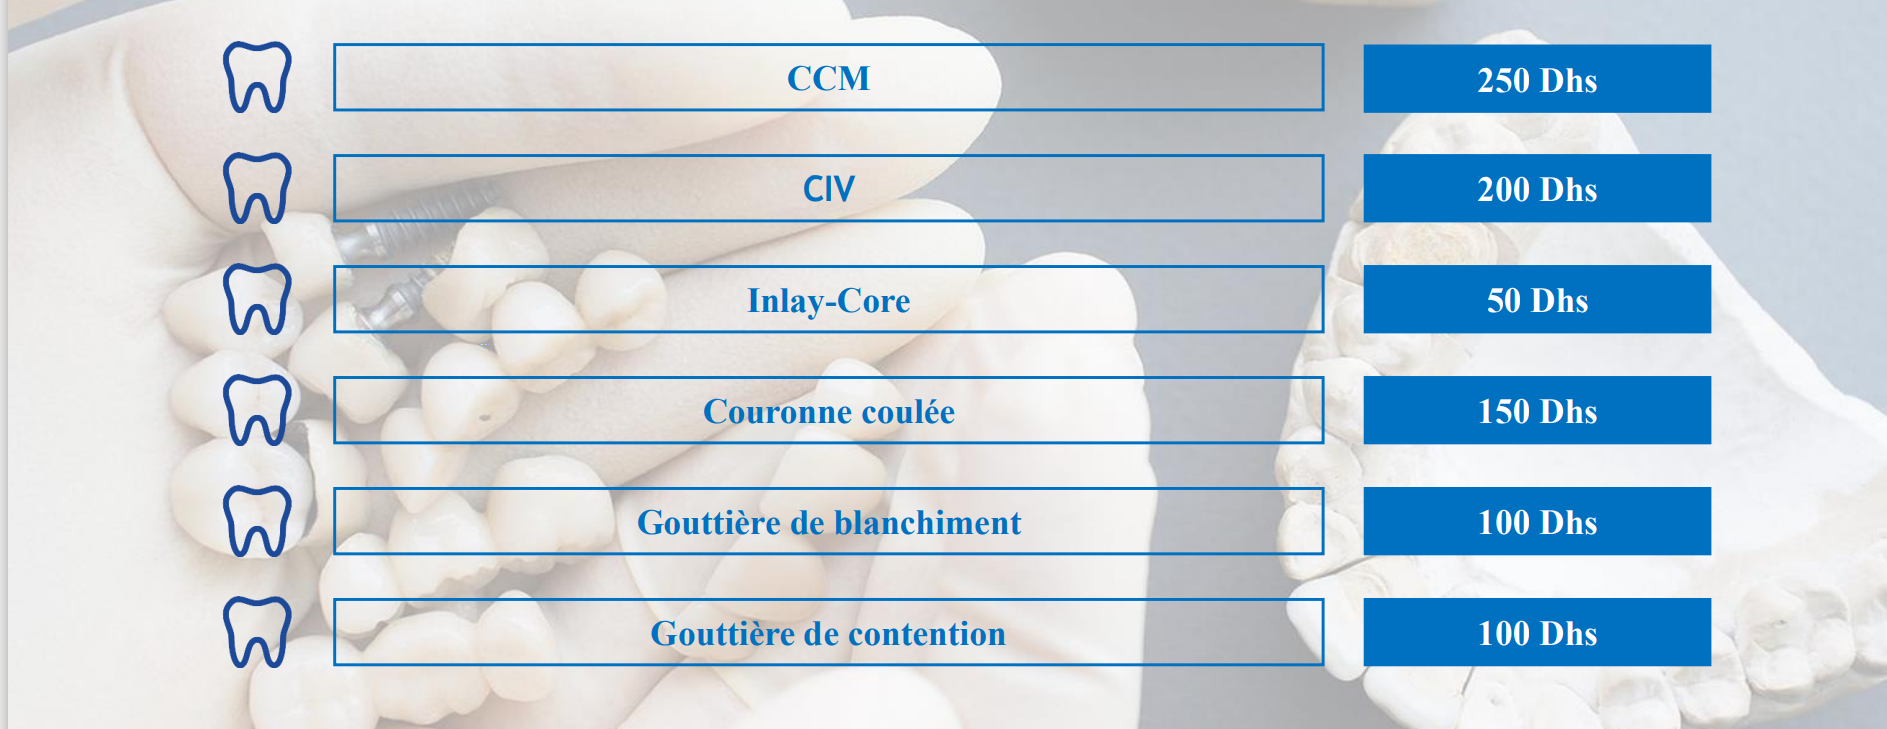 CCM 250 Dhs
CIV 200 Dhs
Inlay-Core 50 Dhs
Couronne coulée 150 Dhs
Gouttière de blanchiment 100 Dhs
Gouttière de contention 100 Dhs